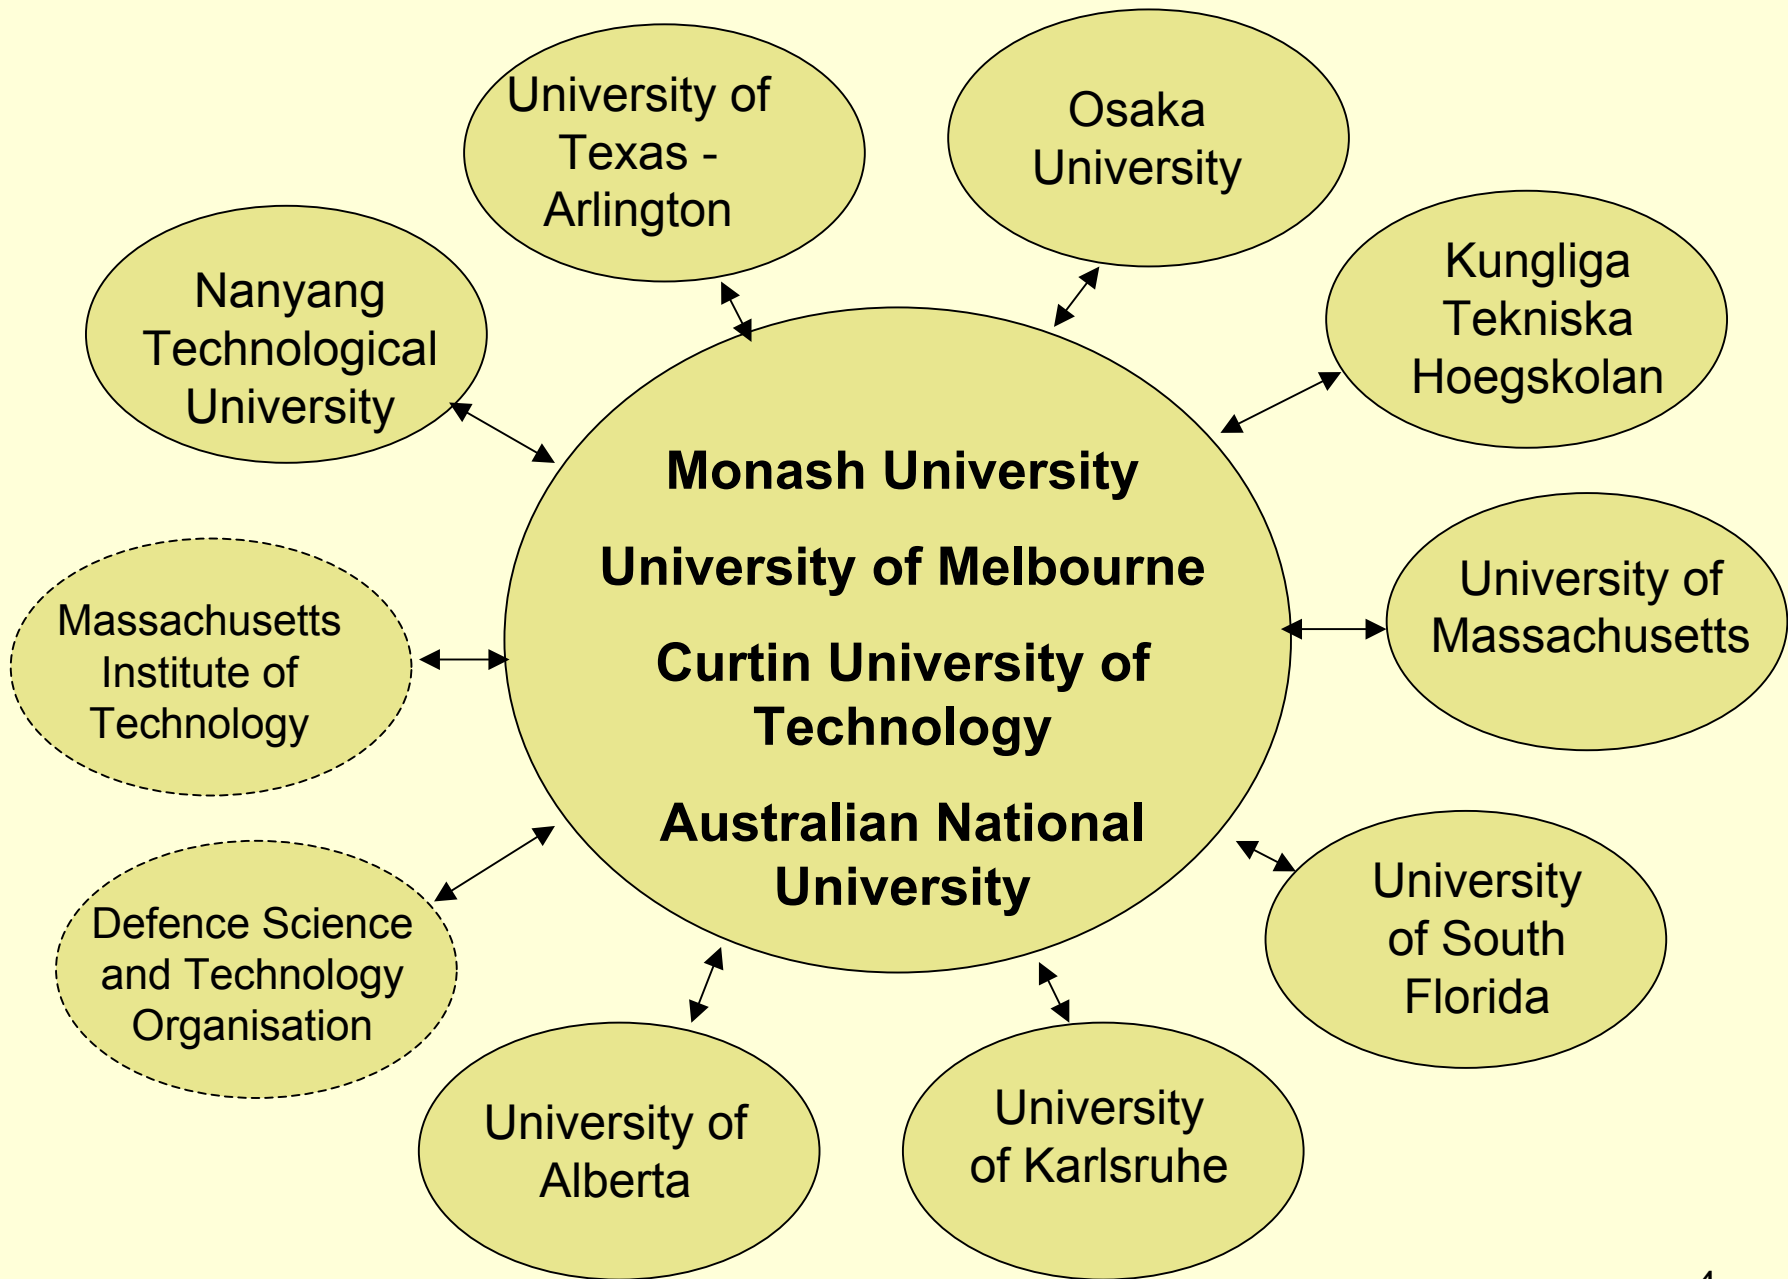 University of
Texas -
Arlington
Osaka
University
Kungliga
Tekniska
Hoegskolan
Nanyang
Technological
University
Monash University
University of Melbourne
Curtin University of
Technology
Australian National
University
University of
Massachusetts
Massachusetts
Institute of
Technology
Defence Science
and Technology
Organisation
University
of South
Florida
University of
Alberta
University
of Karlsruhe
4